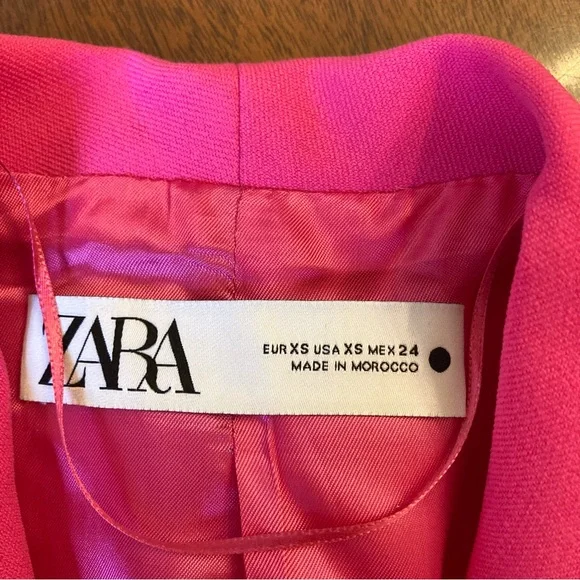 ZARA
EUR XS USA XS MEX 24
MADE IN MOROCCO